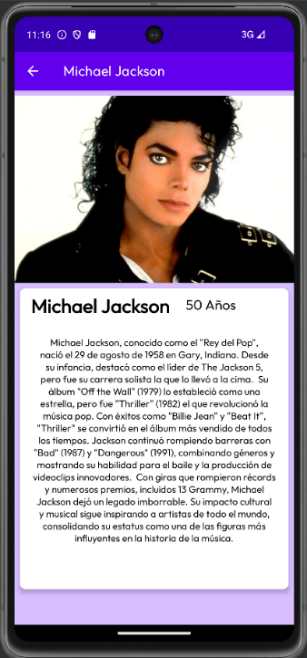 11:16 3G
Michael Jackson
Michael Jackson 50 Años
Michael Jackson, conocido como el "Rey del Pop",
nació el 29 de agosto de 1958 en Gary, Indiana. Desde
su infancia, destacó como el líder de The Jackson 5,
pero fue su carrera solista la que lo llevó a la cima. Su
álbum "Off the Wall" (1979) lo estableció como una
estrella, pero fue "Thriller" (1982) el que revolucionó la
música pop. Con éxitos como "Billie Jean" y "Beat It",
"Thriller" se convirtió en el álbum más vendido de todos
los tiempos. Jackson continuó rompiendo barreras con
"Bad" (1987) y "Dangerous" (1991), combinando géneros y
mostrando su habilidad para el baile y la producción de
videoclips innovadores. Con giras que rompieron récords
y numerosos premios, incluidos 13 Grammy, Michael
Jackson dejó un legado imborrable. Su impacto cultural
y musical sigue inspirando a artistas de todo el mundo,
consolidando su estatus como una de las figuras más
influyentes en la historia de la música.